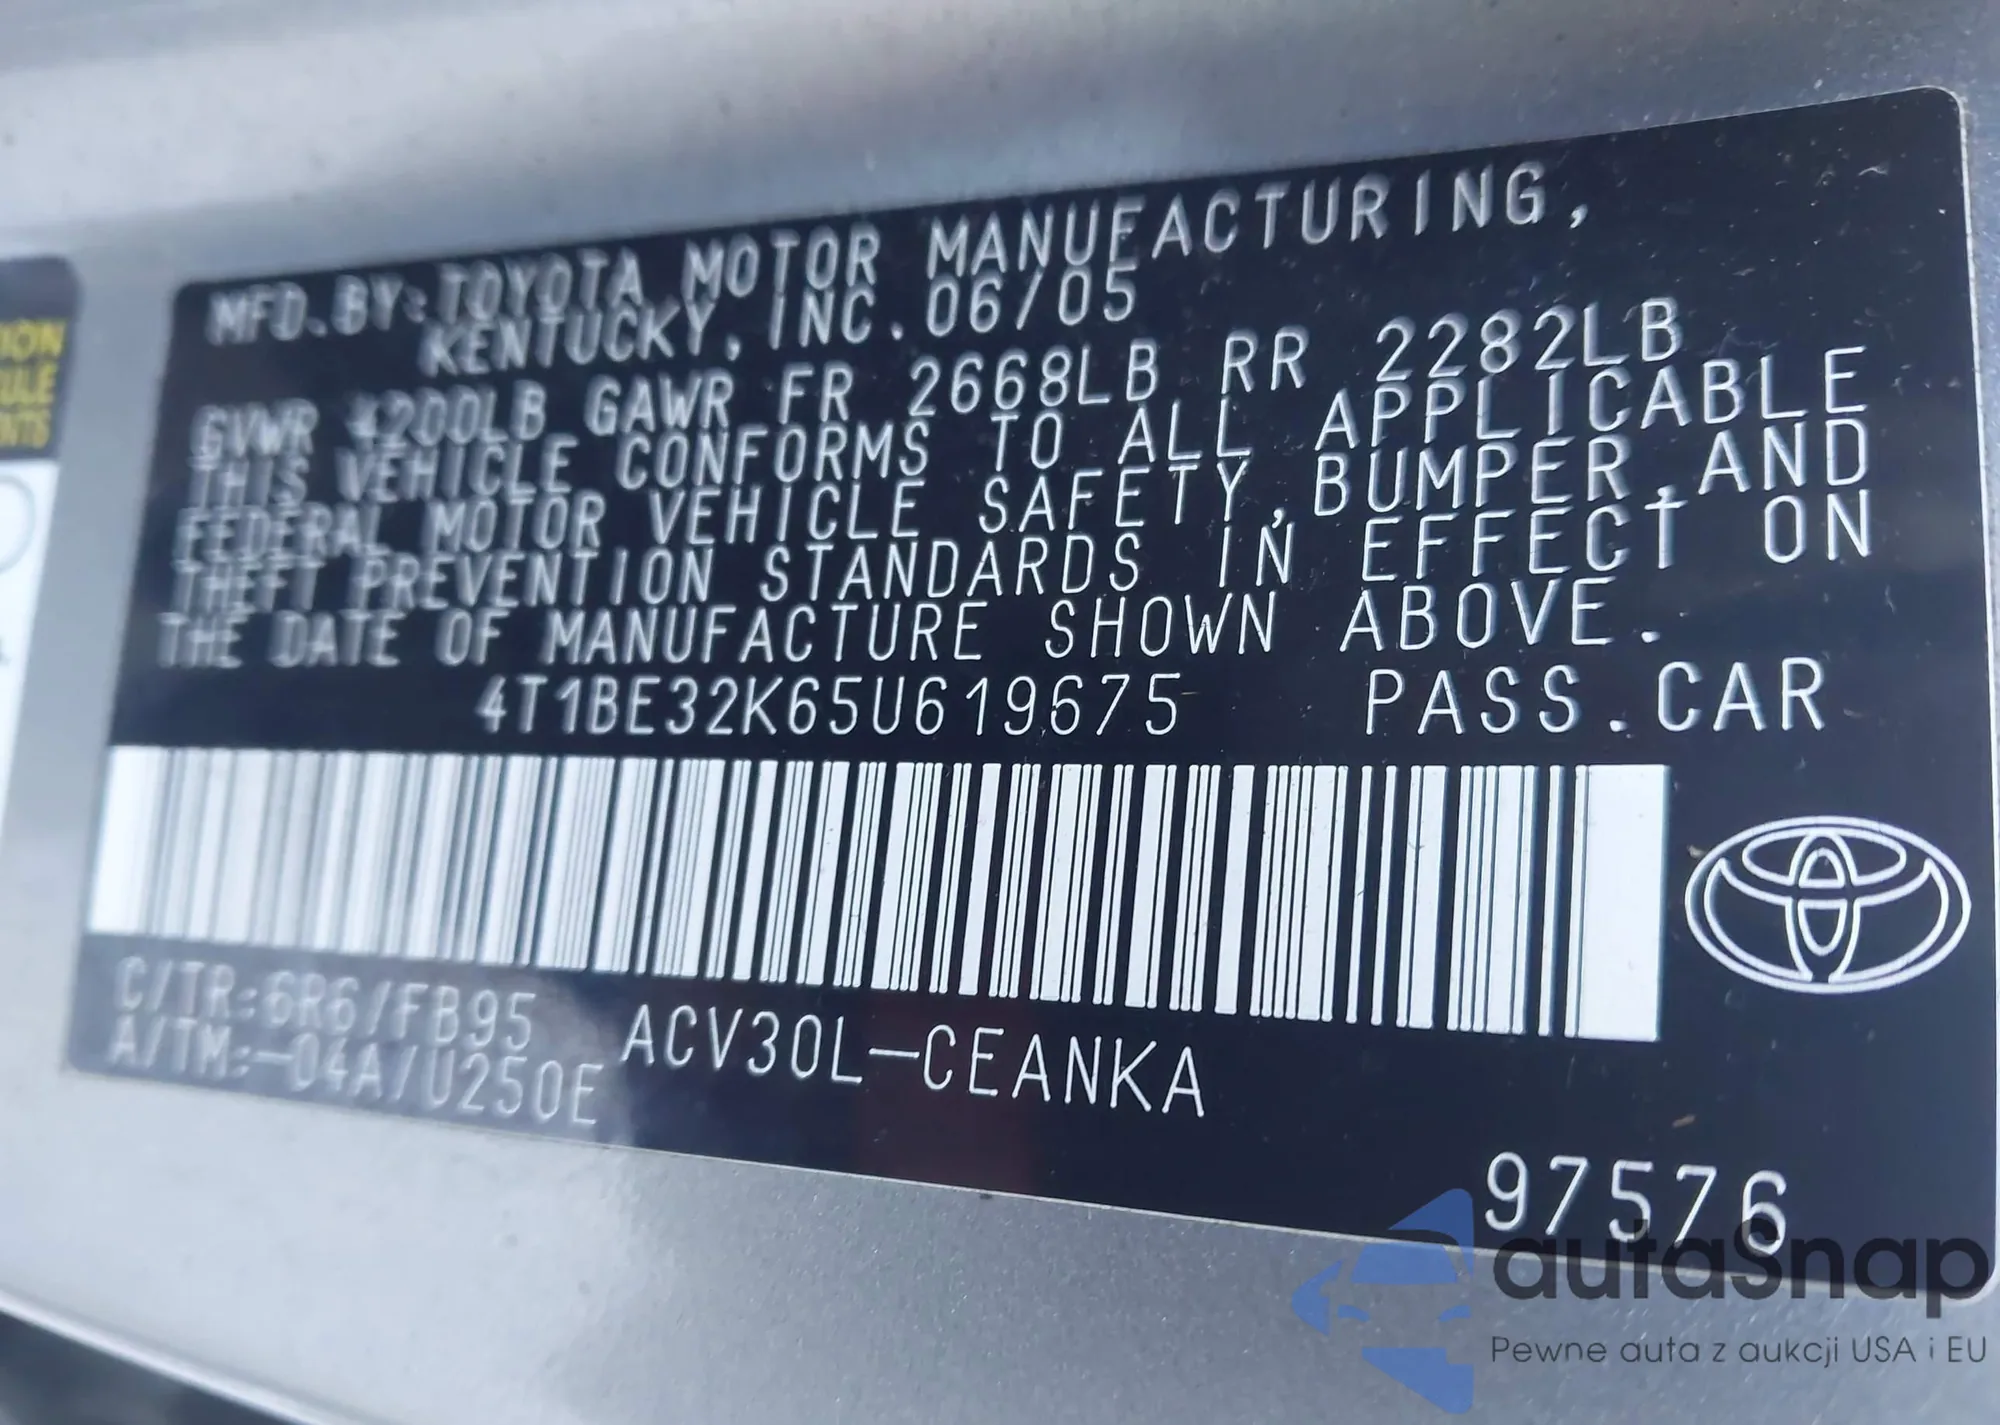 MFD.BY:TOYOTA MOTOR MANUFACTURING,
KENTUCKY, INC. 06/05
GVWR 4200LB GAWR FR 2668LB RR 2282LB
THIS VEHICLE CONFORMS TO ALL APPLICABLE
FEDERAL MOTOR VEHICLE SAFETY,BUMPER,AND
THEFT PREVENTION STANDARDS IN EFFECT ON
THE DATE OF MANUFACTURE SHOWN ABOVE.
4T1BE32K65U619675 PASS.CAR
C/TR:6R6/FB95 ACV30L-CEANKA
A/TM:-04A/U250E
97576
autaSnap
Pewne auta z aukcji USA i EU